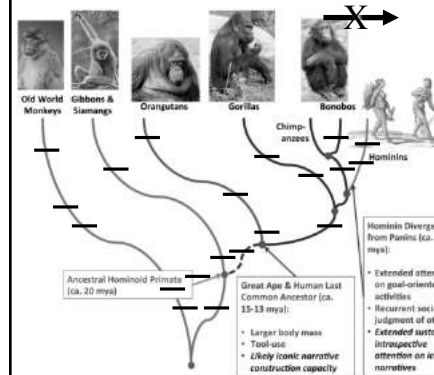 X
Old World
Monkeys
Gibbons &
Siamangs
Orangutans
Gorillas
Bonobos
Chimp-
anzees
Hominins
Ancestral Hominoid Primate
(ca. 20 mya)
Great Ape & Human Last
Common Ancestor (ca.
15-13 mya):
• Larger body mass
• Tool-use
• Likely iconic narrative
construction capacity
Hominin Diverge
from Panins (ca.
mya):
• Extended atten
on goal-orient
activities
• Recurrent soci
judgment of ot
• Extended susta
introspective
attention on ic
narratives